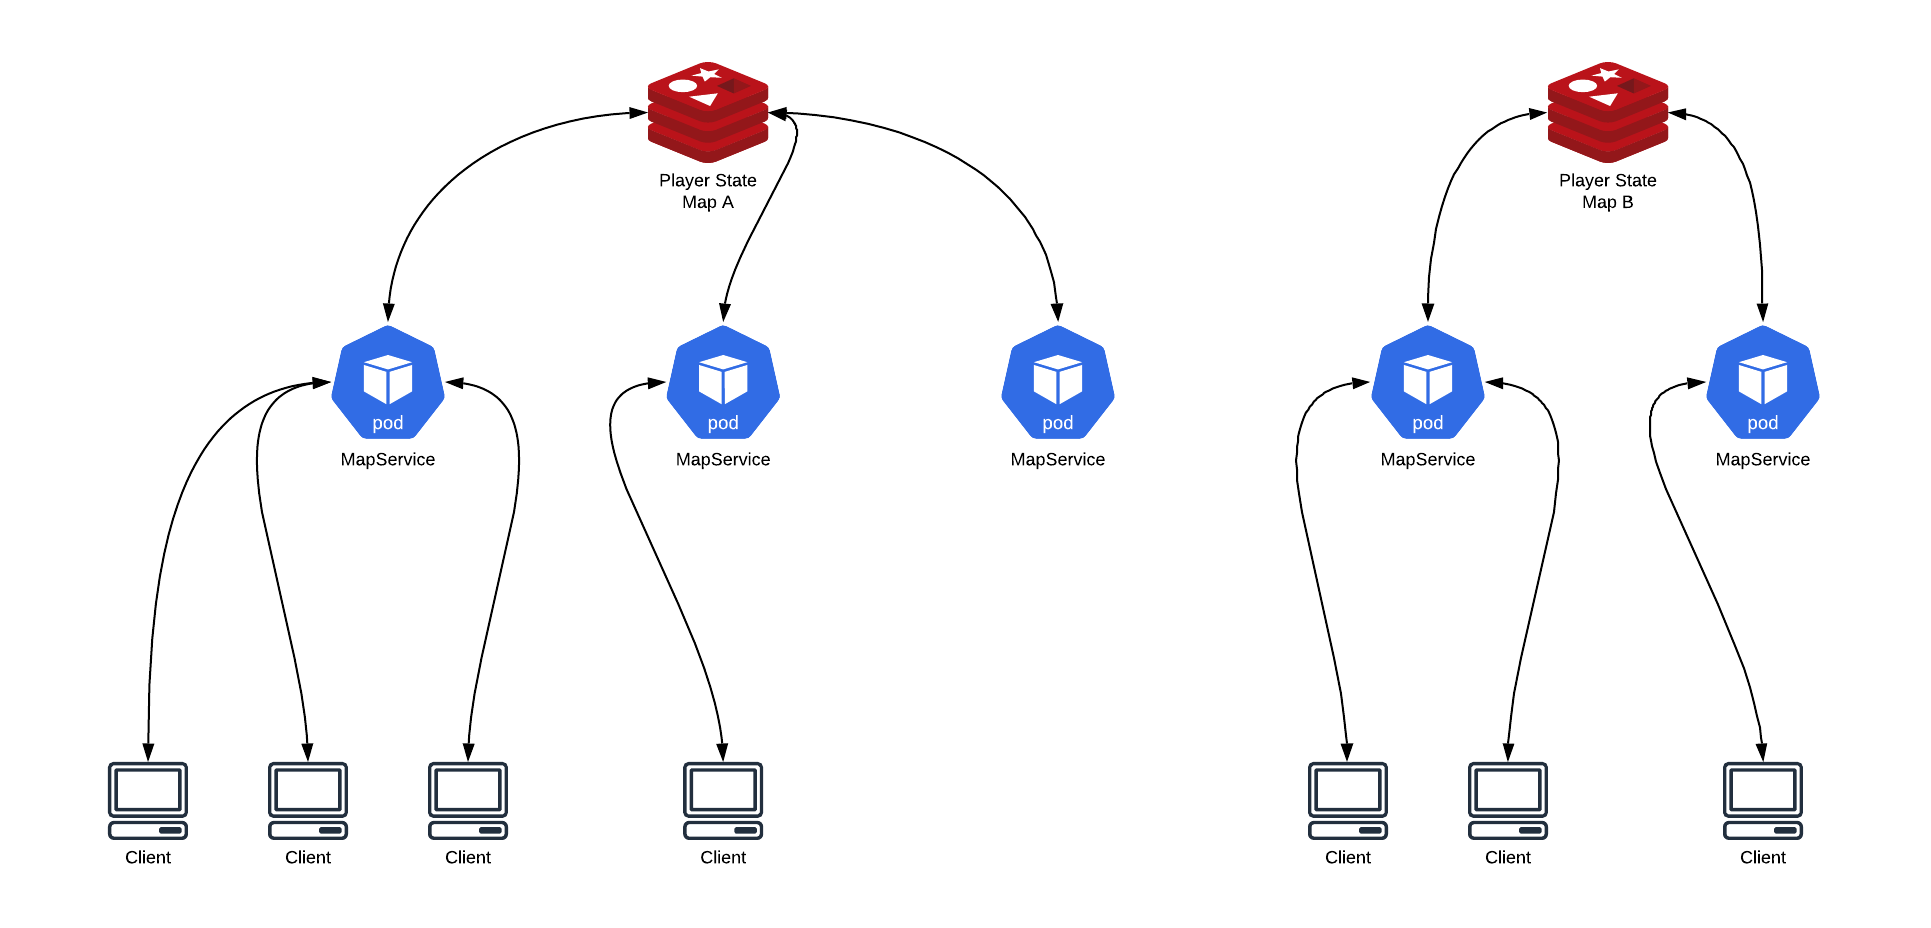 Player State
Map A
Player State
Map B
pod
MapService
pod
MapService
pod
MapService
pod
MapService
pod
MapService
Client
Client
Client
Client
Client
Client
Client